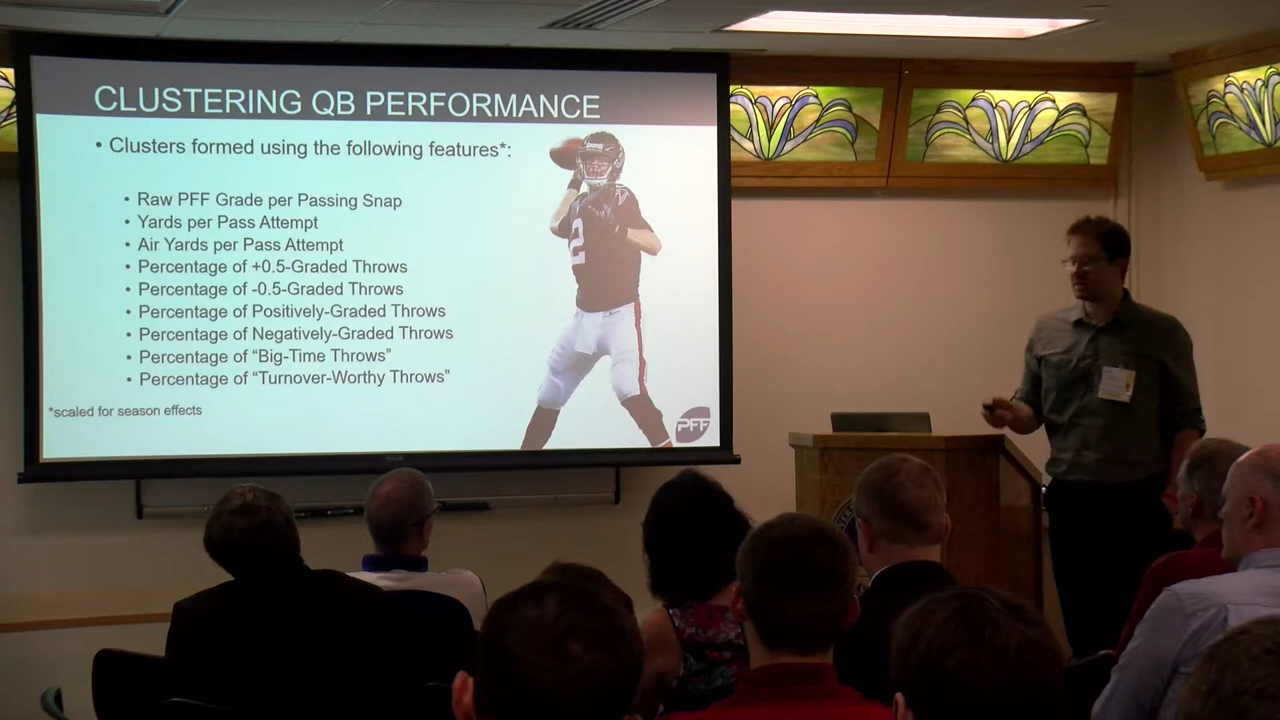 CLUSTERING QB PERFORMANCE
• Clusters formed using the following features*:
• Raw PFF Grade per Passing Snap
• Yards per Pass Attempt
• Air Yards per Pass Attempt
• Percentage of +0.5-Graded Throws
• Percentage of -0.5-Graded Throws
• Percentage of Positively-Graded Throws
• Percentage of Negatively-Graded Throws
• Percentage of “Big-Time Throws”
• Percentage of “Turnover-Worthy Throws”
*scaled for season effects
2
PFF